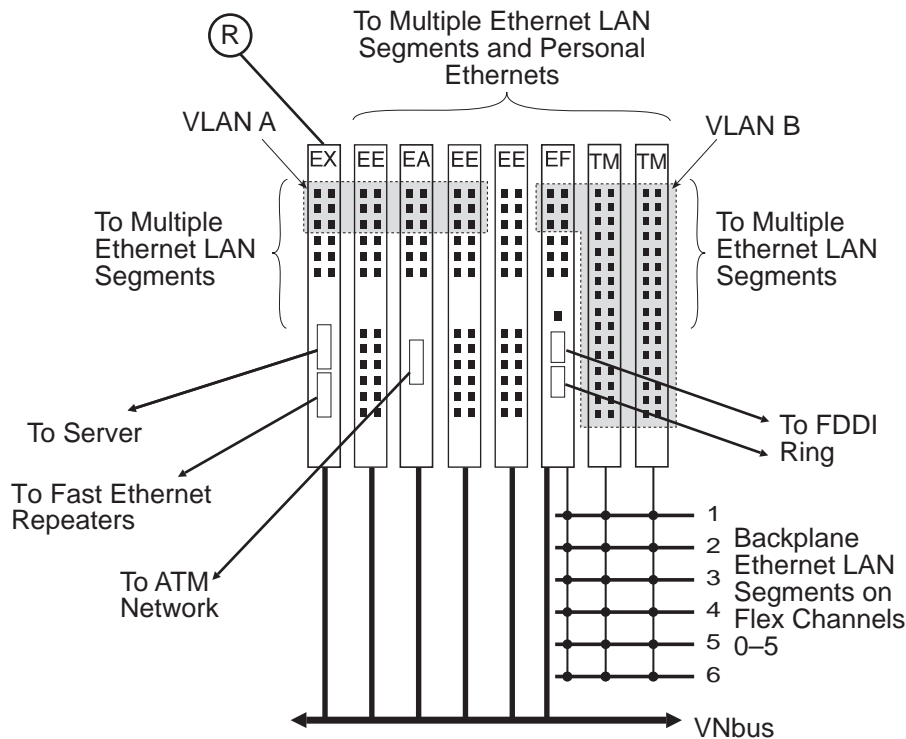 R
To Multiple Ethernet LAN
Segments and Personal
Ethernets
VLAN A
VLAN B
EX
EE
EA
EE
EE
EF
TM
TM
To Multiple
Ethernet LAN
Segments
To Multiple
Ethernet LAN
Segments
To Server
To FDDI
Ring
To Fast Ethernet
Repeaters
To ATM
Network
1
2
3
4
5
6
Backplane
Ethernet LAN
Segments on
Flex Channels
0–5
VNbus